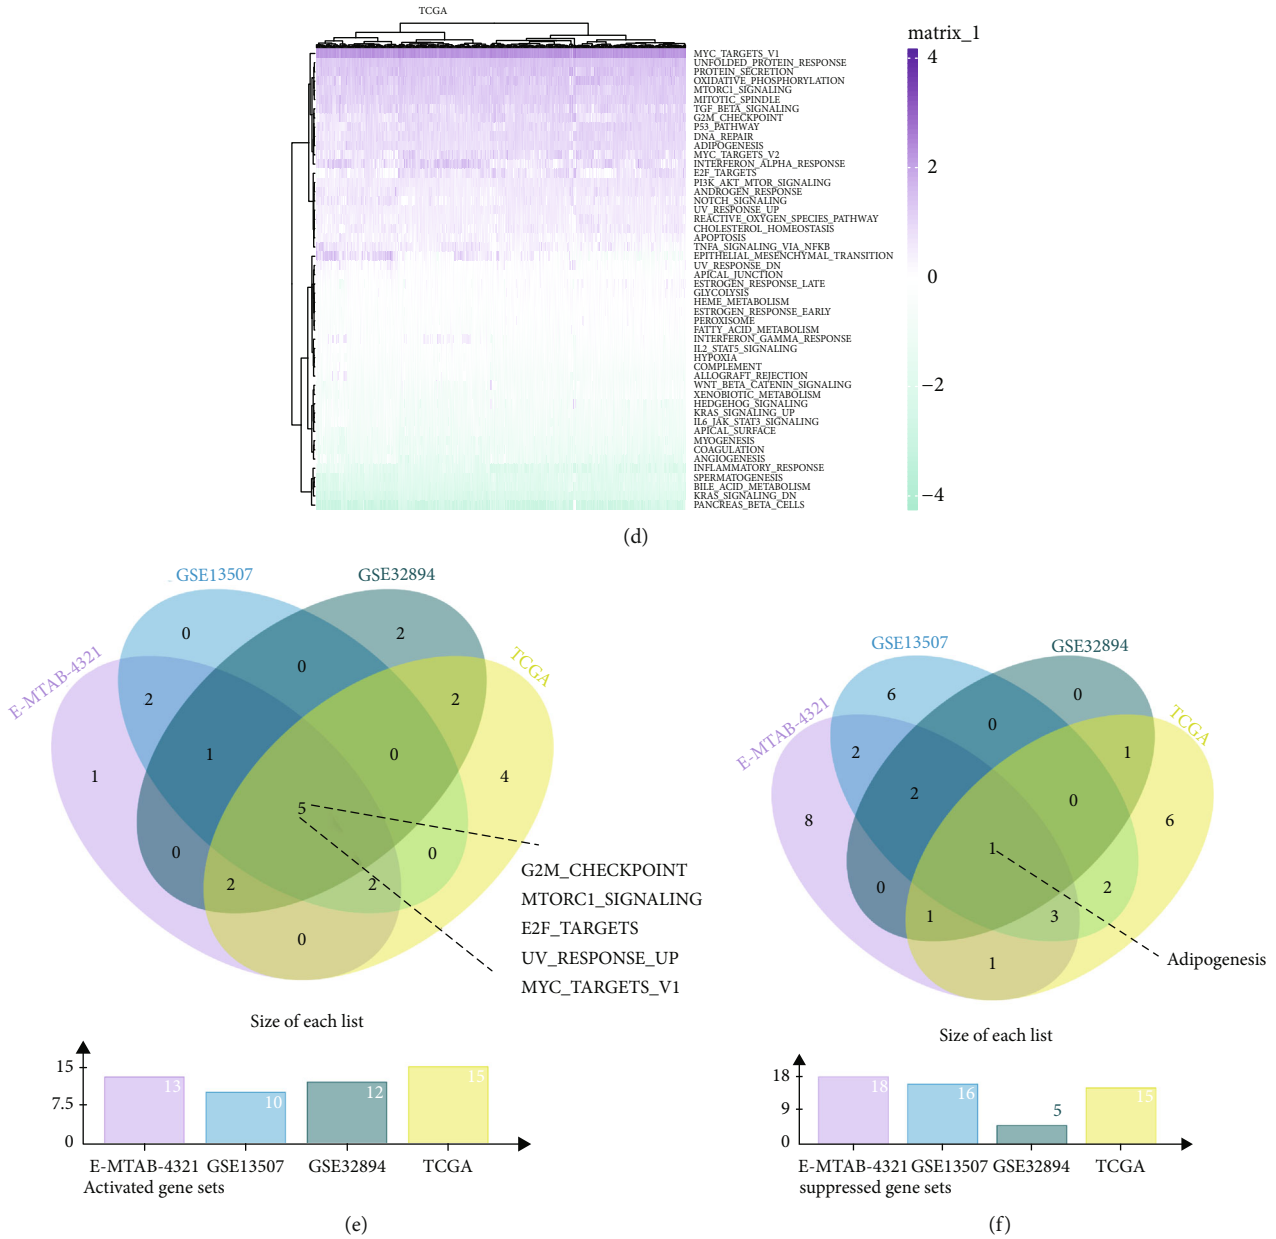 TCGA
matrix_1
MYC_TARGETS_V1
UNFOLDED_PROTEIN_RESPONSE
PROTEIN_SECRETION
OXIDATIVE_PHOSPHORYLATION
MTORC1_SIGNALING
MITOTIC_SPINDLE
TGF_BETA_SIGNALING
G2M_CHECKPOINT
P53_PATHWAY
DNA_REPAIR
ADIPOGENESIS
MYC_TARGETS_V2
INTERFERON_ALPHA_RESPONSE
E2F_TARGETS
PI3K_AKT_MTOR_SIGNALING
ANDROGEN_RESPONSE
NOTCH_SIGNALING
UV_RESPONSE_UP
REACTIVE_OXYGEN_SPECIES_PATHWAY
CHOLESTEROL_HOMEOSTASIS
APOPTOSIS
TNFA_SIGNALING_VIA_NFKB
EPITHELIAL_MESENCHYMAL_TRANSITION
UV_RESPONSE_DN
APICAL_JUNCTION
ESTROGEN_RESPONSE_LATE
GLYCOLYSIS
HEME_METABOLISM
ESTROGEN_RESPONSE_EARLY
PEROXISOME
FATTY_ACID_METABOLISM
INTERFERON_GAMMA_RESPONSE
IL2_STAT5_SIGNALING
HYPOXIA
COMPLEMENT
ALLOGRAFT_REJECTION
WNT_BETA_CATENIN_SIGNALING
XENOBIOTIC_METABOLISM
HEDGEHOG_SIGNALING
KRAS_SIGNALING_UP
IL6_JAK_STAT3_SIGNALING
APICAL_SURFACE
MYOGENESIS
COAGULATION
ANGIOGENESIS
INFLAMMATORY_RESPONSE
SPERMATOGENESIS
BILE_ACID_METABOLISM
KRAS_SIGNALING_DN
PANCREAS_BETA_CELLS
4
2
0
−2
−4
(d)
E-MTAB-4321
GSE13507
GSE32894
TCGA
0
2
0
2
2
1
0
1
4
5
0
0
2
2
0
G2M_CHECKPOINT
MTORC1_SIGNALING
E2F_TARGETS
UV_RESPONSE_UP
MYC_TARGETS_V1
Size of each list
15
7.5
0
13
10
12
15
E-MTAB-4321 GSE13507 GSE32894 TCGA
Activated gene sets
(e)
E-MTAB-4321
GSE13507
GSE32894
TCGA
6
0
0
2
1
2
0
8
6
1
0
2
1
3
1
Adipogenesis
Size of each list
18
9
0
18
16
5
15
E-MTAB-4321 GSE13507 GSE32894 TCGA
suppressed gene sets
(f)